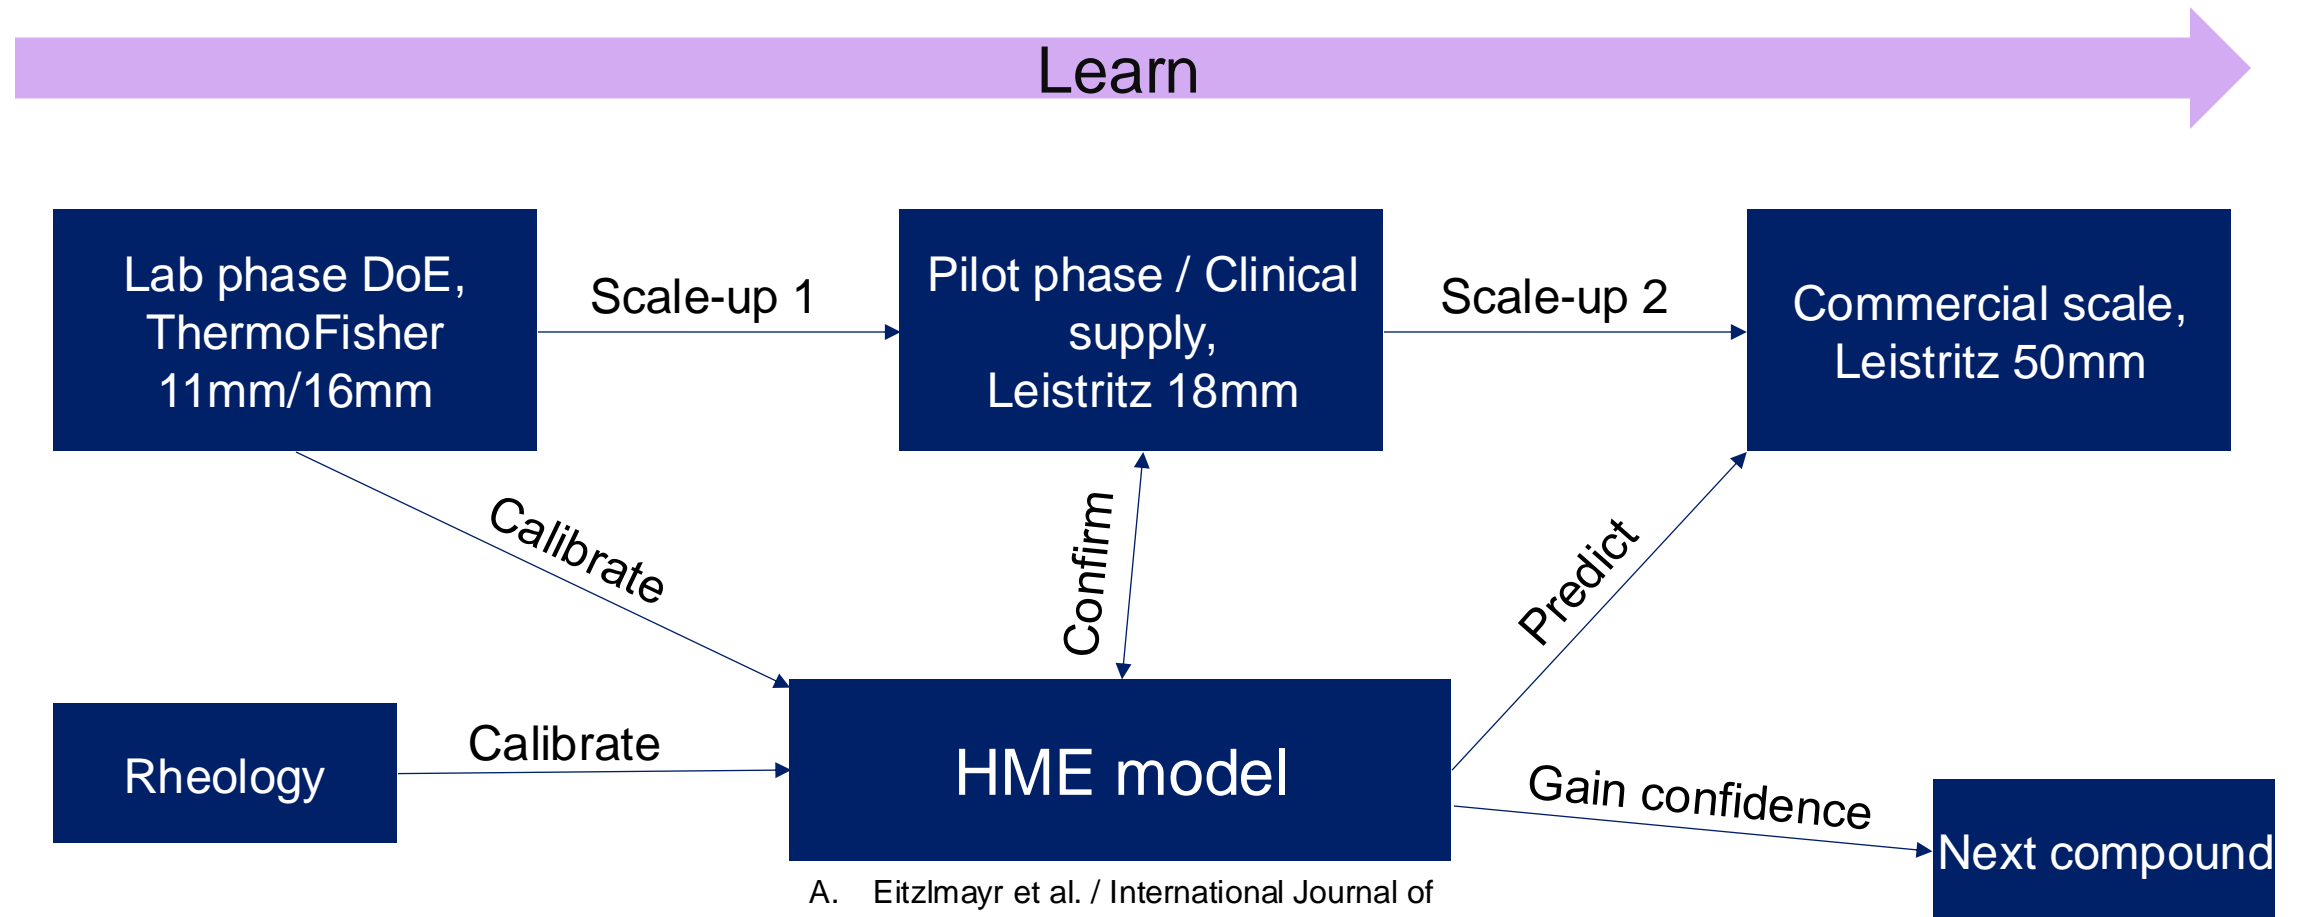 Learn
Lab phase DoE,
ThermoFisher
11mm/16mm
Scale-up 1
Pilot phase / Clinical
supply,
Leistritz 18mm
Scale-up 2
Commercial scale,
Leistritz 50mm
Calibrate
Confirm
Predict
Rheology
Calibrate
HME model
Gain confidence
Next compound
A. Eitzlmayr et al. / International Journal of